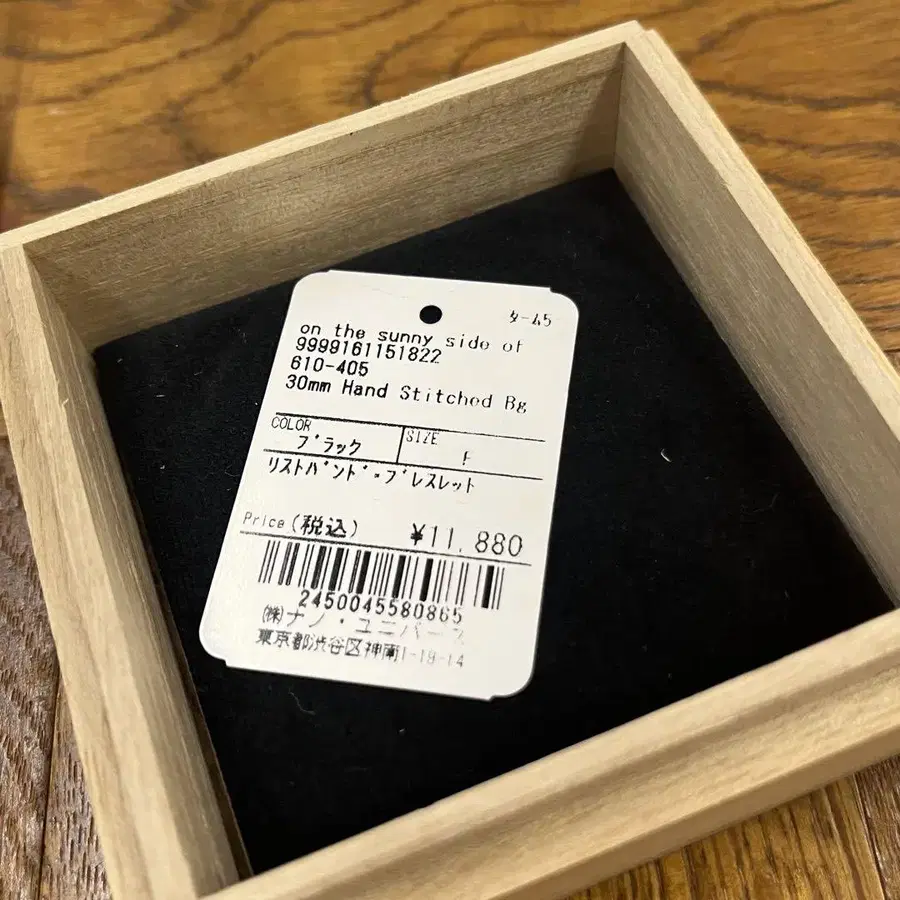 ターム5
on the sunny side of
9999161151822
610-405
30mm Hand Stitched Bg
COLOR
SIZE
ブラック
F
リストバンド・ブレスレット
Price(税込) ¥11,880
2450045580865
(株)ナノ・ユニバース
東京都渋谷区神南1-19-14